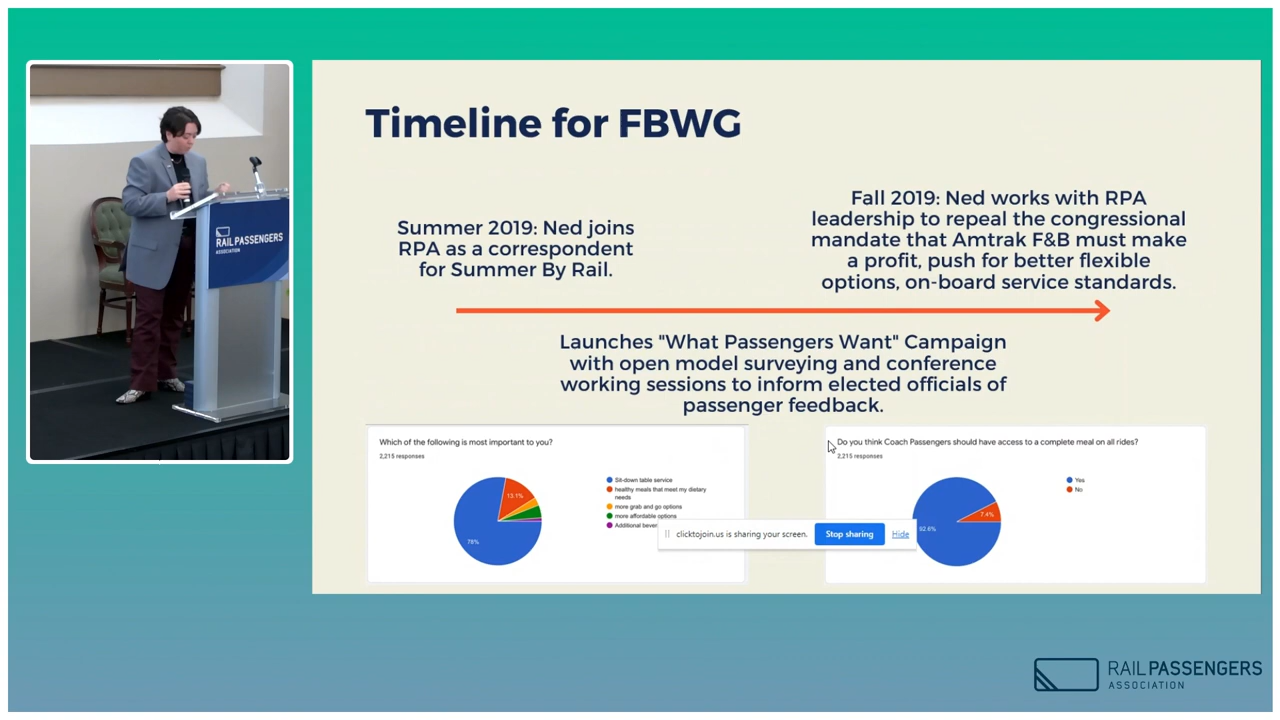 Timeline for FBWG
Summer 2019: Ned joins
RPA as a correspondent
for Summer By Rail.
Fall 2019: Ned works with RPA
leadership to repeal the congressional
mandate that Amtrak F&B must make
a profit, push for better flexible
options, on-board service standards.
Launches "What Passengers Want" Campaign
with open model surveying and conference
working sessions to inform elected officials of
passenger feedback.
Which of the following is most important to you?
2,215 responses
13.1%
78%
Sit-down table service
healthy meals that meet my dietary
needs
more grab and go options
more affordable options
Additional
Do you think Coach Passengers should have access to a complete meal on all rides?
2,215 responses
Yes
No
7.4%
92.6%
clicktojoin.us is sharing your screen.
Stop sharing
Hide
RAIL PASSENGERS
ASSOCIATION
RAILPASSENGERS
ASSOCIATION